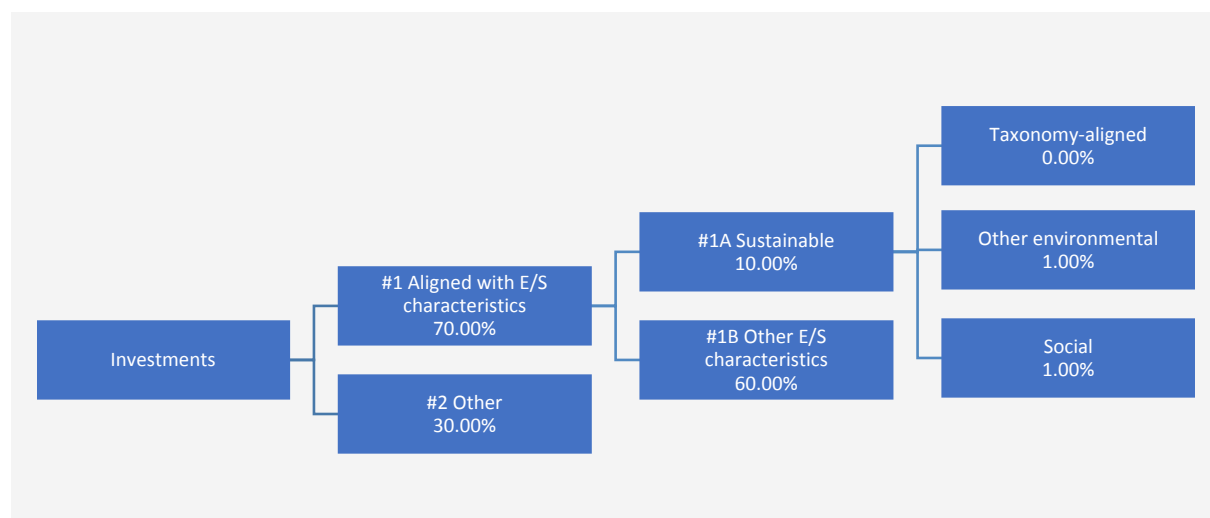 Investments
#1 Aligned with E/S
characteristics
70.00%
#2 Other
30.00%
#1A Sustainable
10.00%
#1B Other E/S
characteristics
60.00%
Taxonomy-aligned
0.00%
Other environmental
1.00%
Social
1.00%